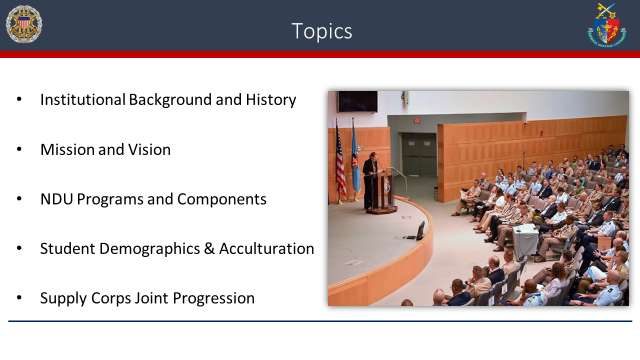 Topics
• Institutional Background and History
• Mission and Vision
• NDU Programs and Components
• Student Demographics & Acculturation
• Supply Corps Joint Progression